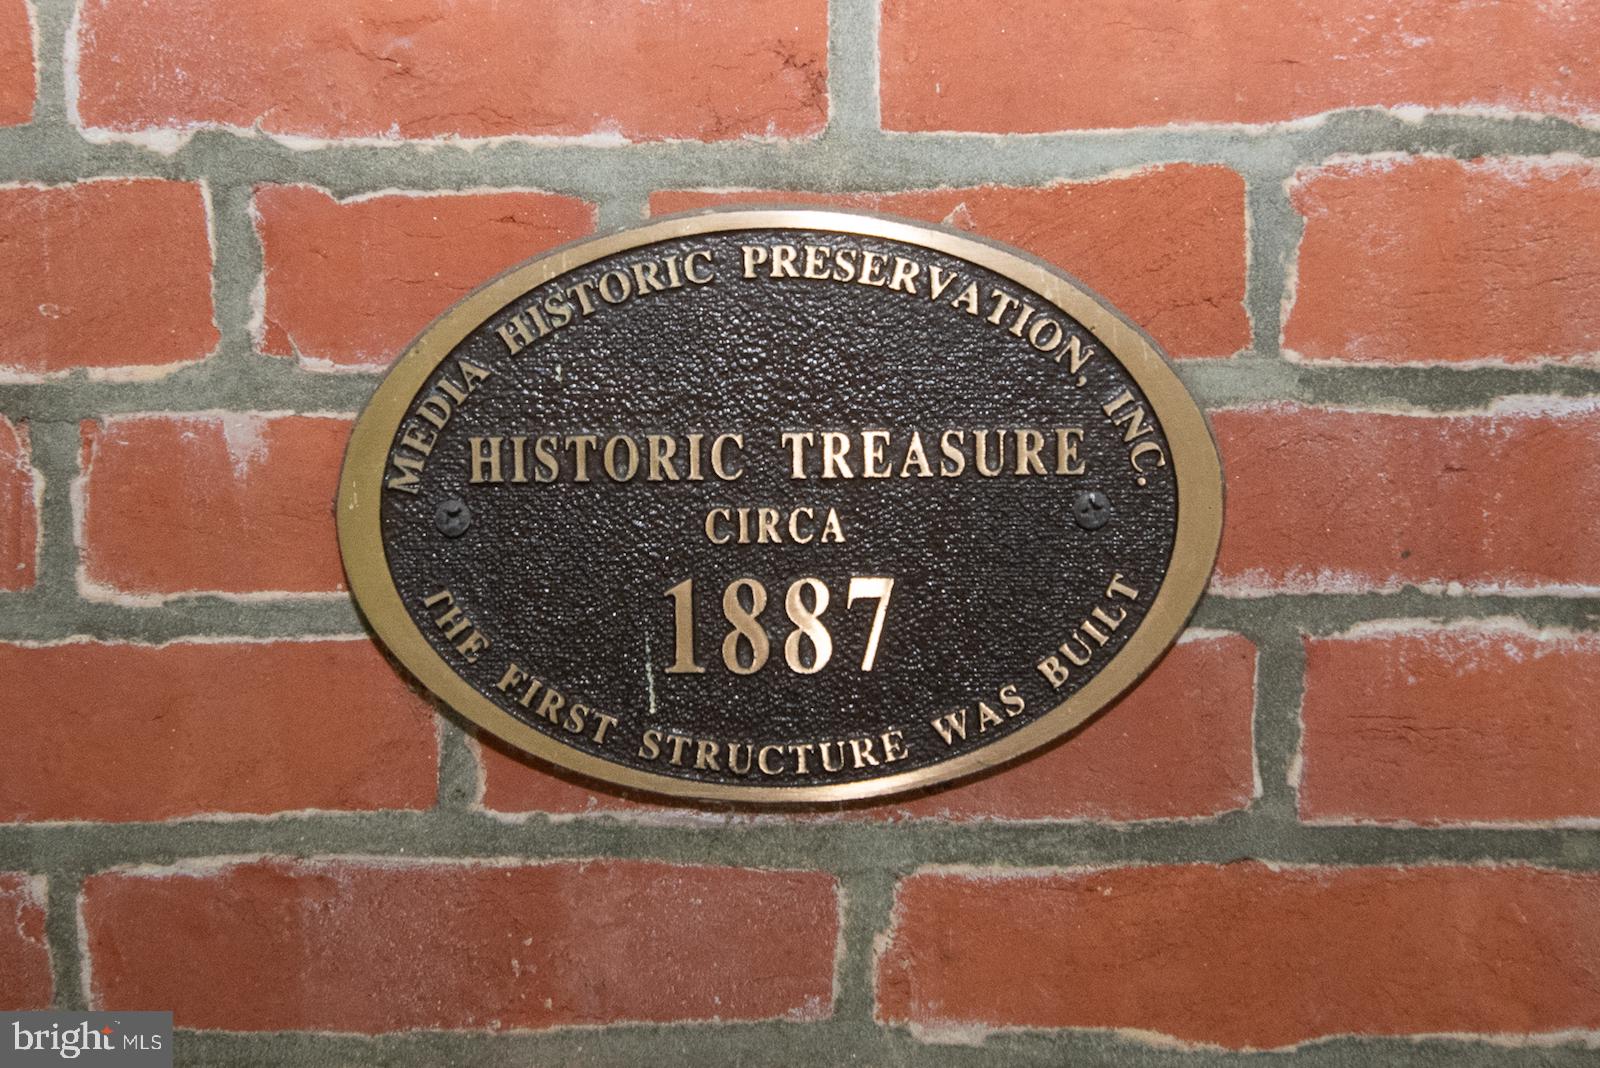 MEDIA HISTORIC PRESERVATION, INC.
HISTORIC TREASURE
CIRCA
1887
THE FIRST STRUCTURE WAS BUILT
bright MLS